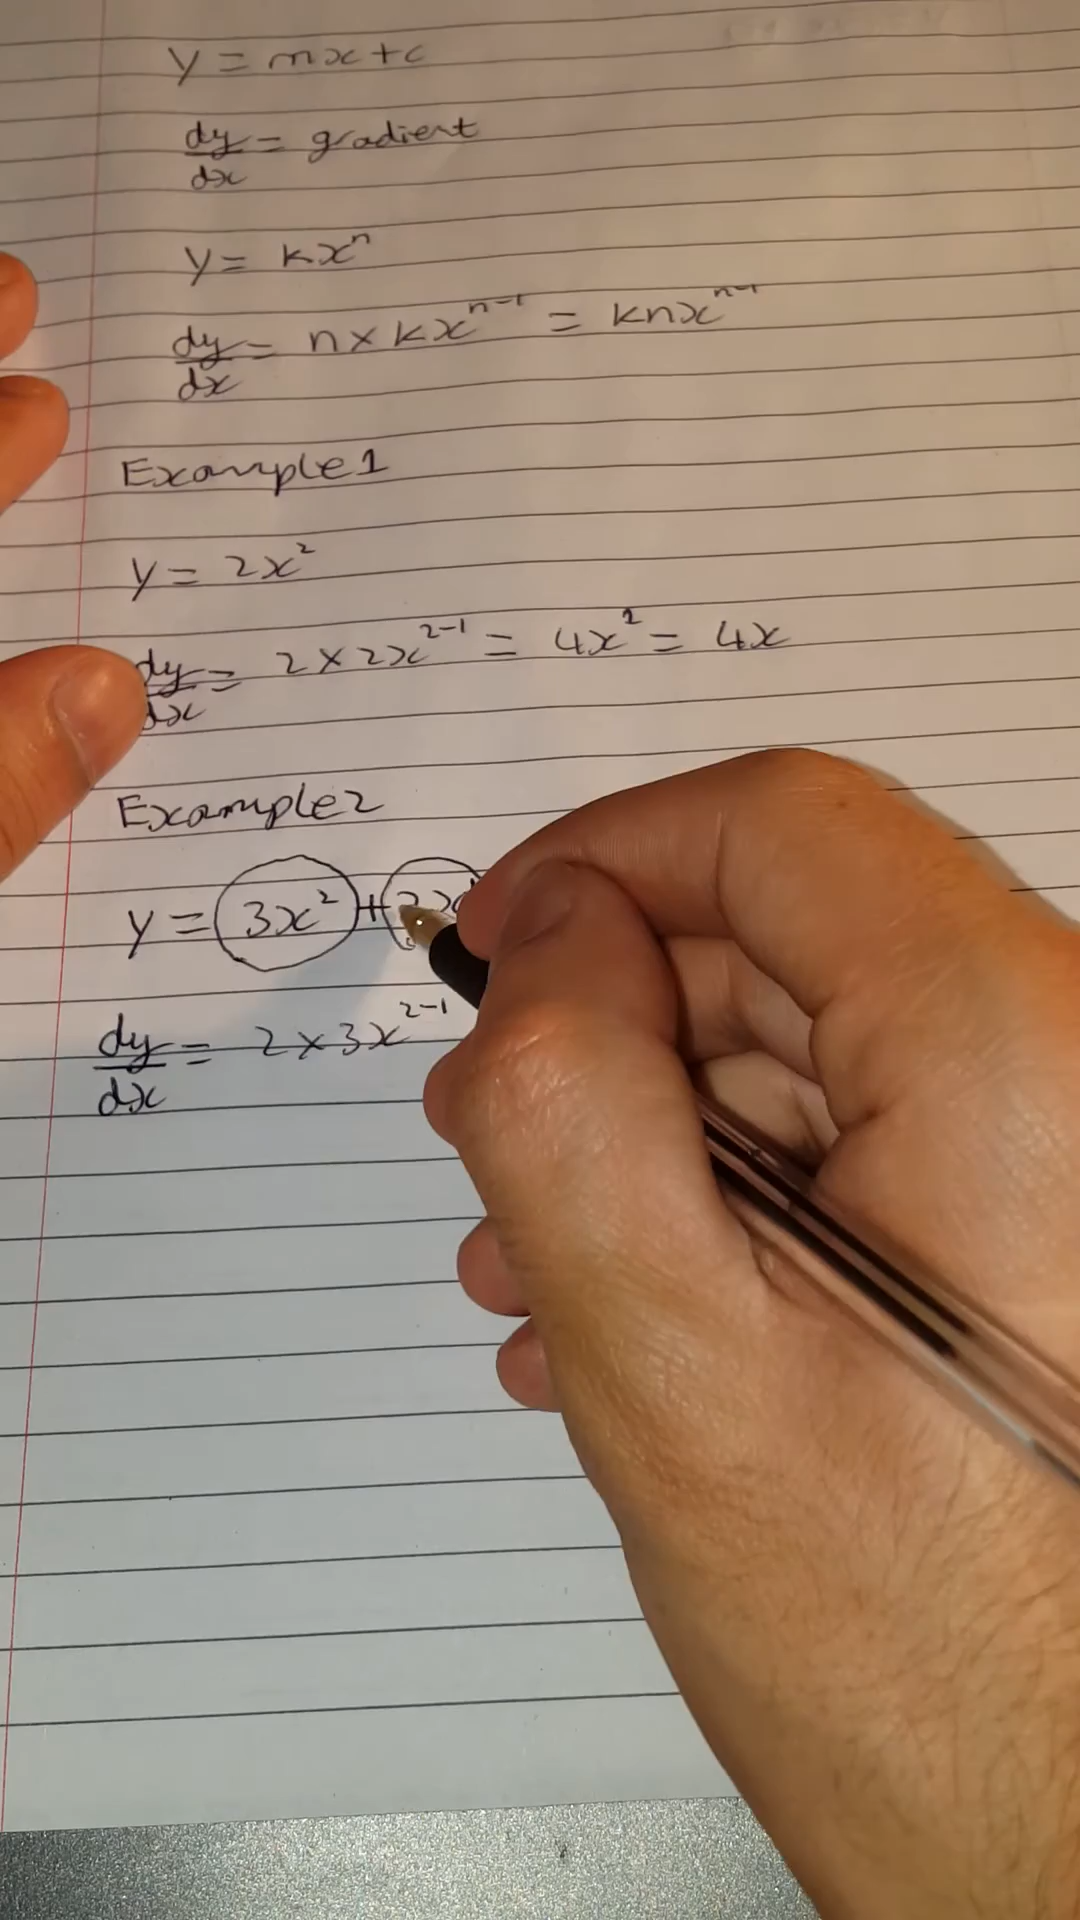 y = mx + c
dy/dx = gradient
y = kxⁿ
dy/dx = n × kxⁿ⁻¹ = knxⁿ⁻¹
Example 1
y = 2x²
dy/dx = 2 × 2x²⁻¹ = 4x¹ = 4x
Example 2
y = 3x² +
dy/dx = 2 × 3x²⁻¹